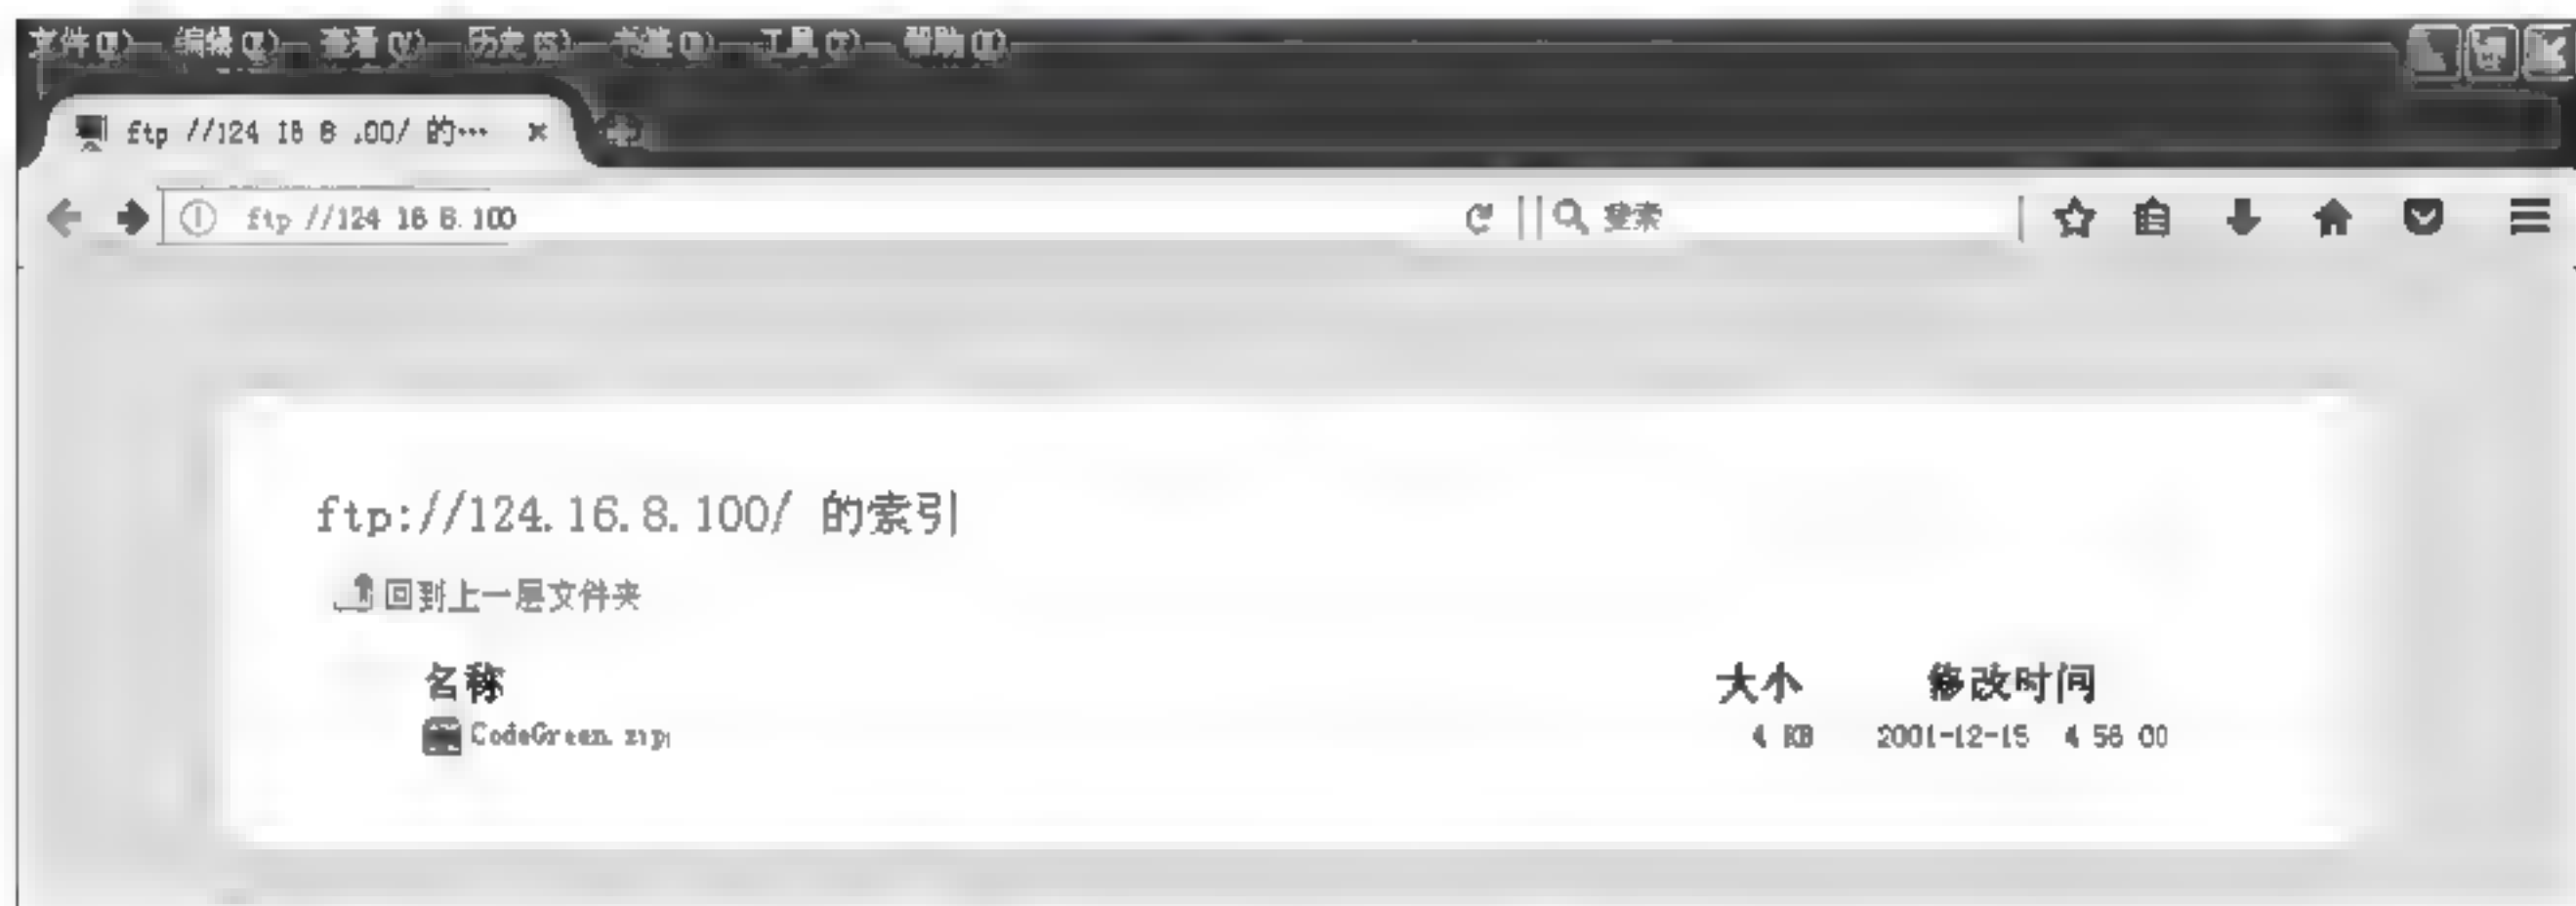 文件(F) 编辑(E) 查看(V) 历史(S) 书签(B) 工具(T) 帮助(H)
ftp //124 16 8 .00/ 的…
ftp //124 16 8.100 搜索
ftp://124.16.8.100/ 的索引
回到上一层文件夹
名称 大小 修改时间
CodeGreen.zip 4 KB 2001-12-15 4 56 00